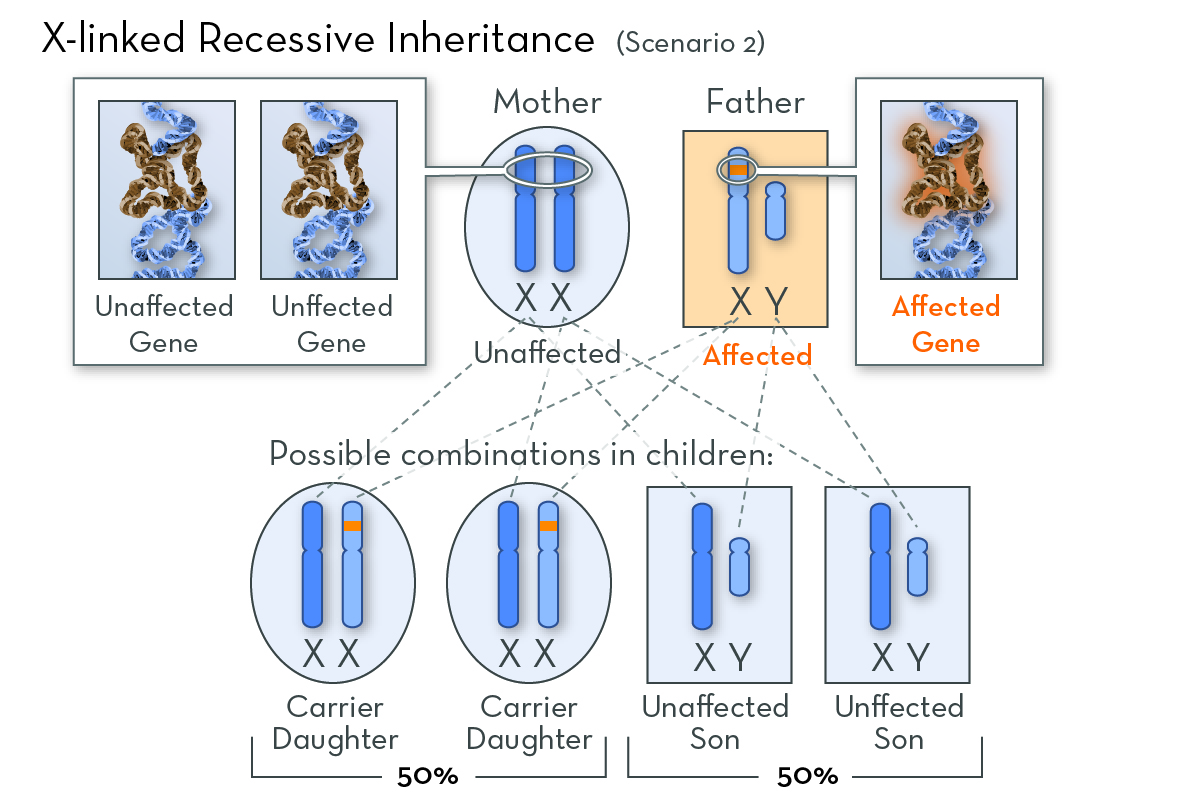 X-linked Recessive Inheritance (Scenario 2)
Mother
Father
Unaffected
Gene
Unffected
Gene
X X
X Y
Affected
Gene
Unaffected
Affected
Possible combinations in children:
X X
X X
X Y
X Y
Carrier
Daughter
Carrier
Daughter
Unaffected
Son
Unffected
Son
50%
50%